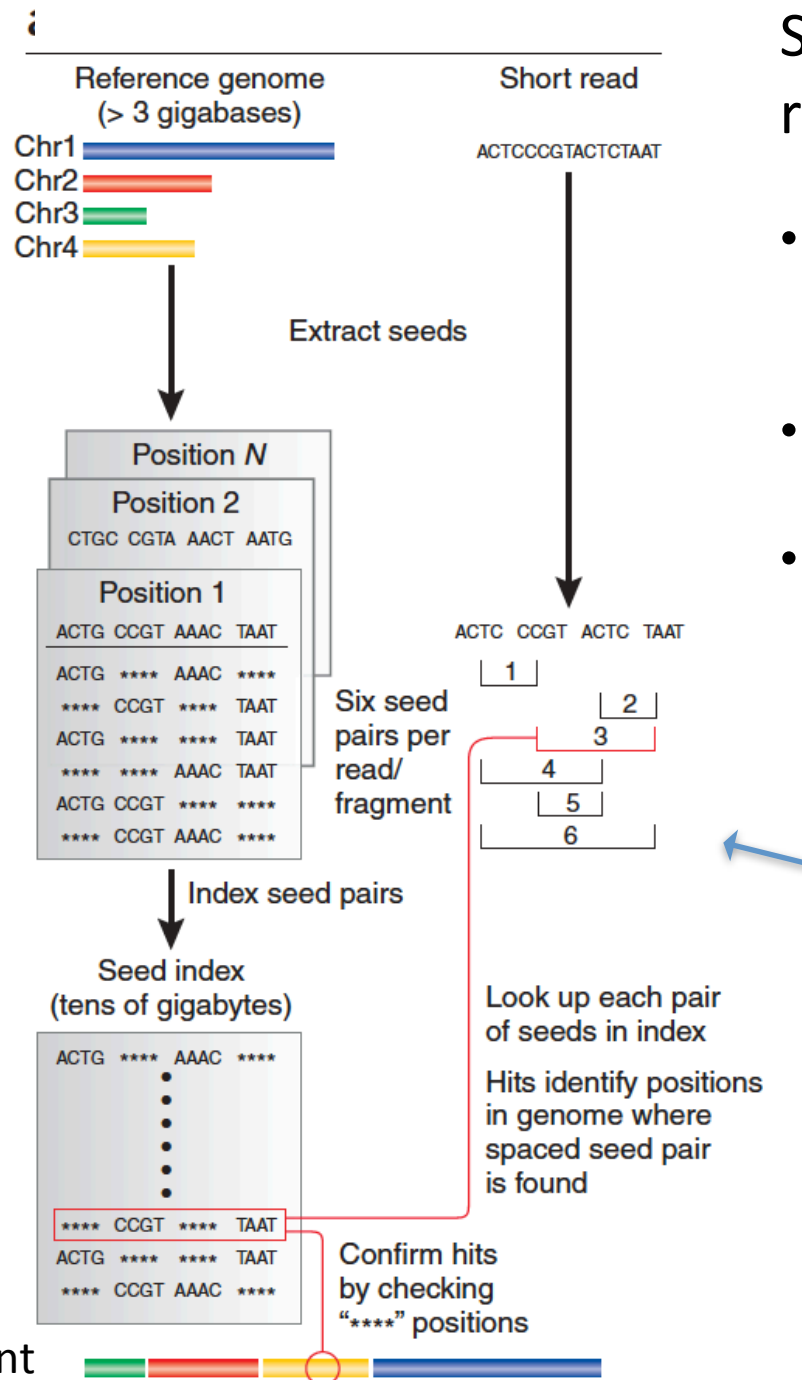 Reference genome
(> 3 gigabases)
Short read
Chr1
Chr2
Chr3
Chr4
ACTCCCGTACTCTAAT
Extract seeds
Position N
Position 2
CTGC CGTA AACT AATG
Position 1
ACTG CCGT AAAC TAAT
ACTG **** AAAC ****
**** CCGT **** TAAT
ACTG **** **** TAAT
**** **** AAAC TAAT
ACTG CCGT **** ****
**** CCGT AAAC ****
Six seed
pairs per
read/
fragment
ACTC CCGT ACTC TAAT
1
2
3
4
5
6
Index seed pairs
Seed index
(tens of gigabytes)
ACTG **** AAAC ****
**** CCGT **** TAAT
ACTG **** **** TAAT
**** CCGT AAAC ****
Look up each pair
of seeds in index
Hits identify positions
in genome where
spaced seed pair
is found
Confirm hits
by checking
"****" positions